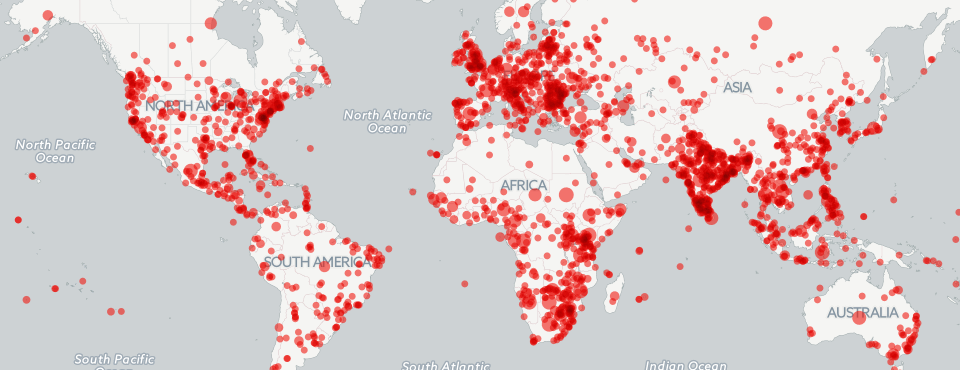 ASIA
NORTH AMERICA
North Atlantic
Ocean
North Pacific
Ocean
AFRICA
SOUTH AMERICA
AUSTRALIA
South Pacific
Ocean
South Atlantic
Indian Ocean